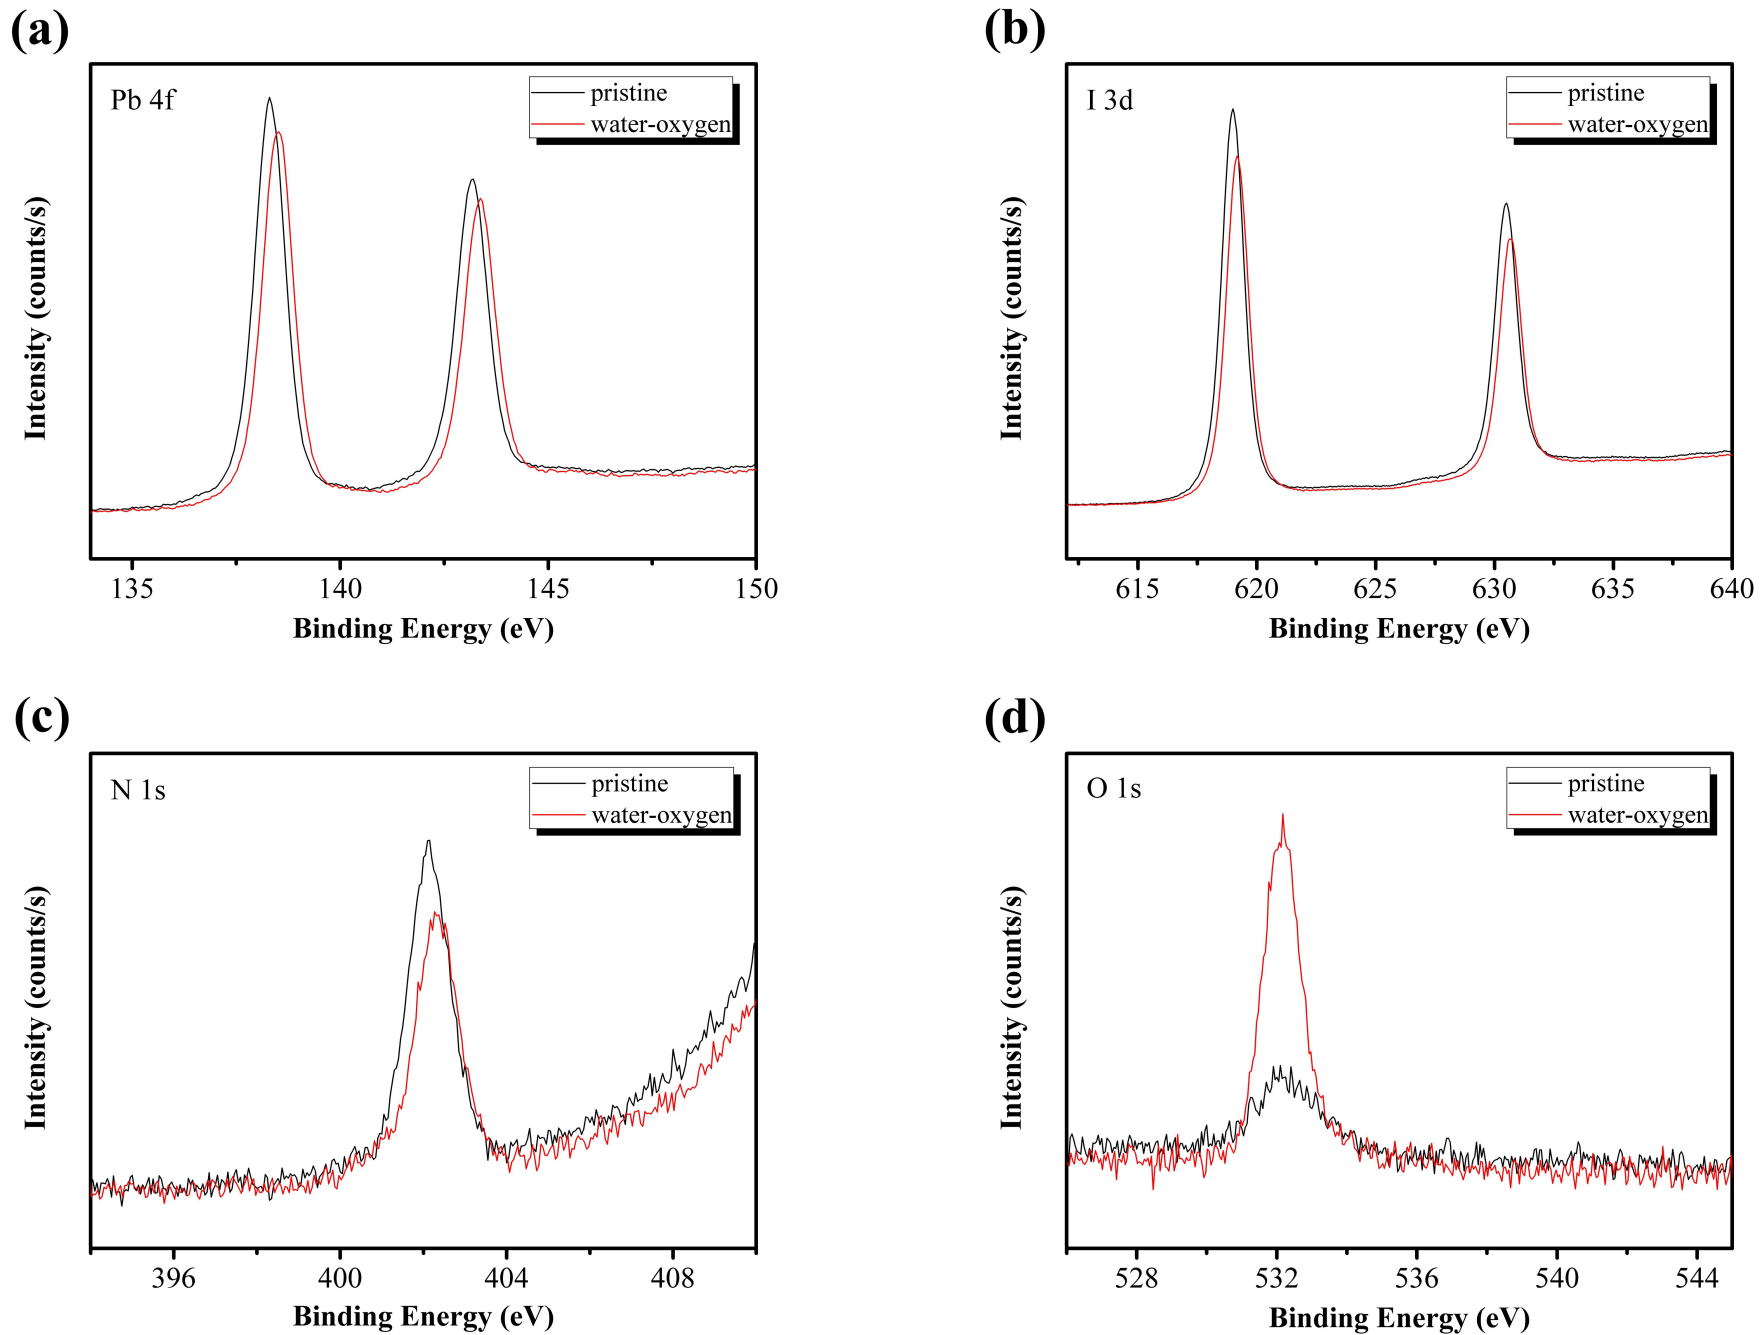 (a)
Pb 4f
pristine
water-oxygen
Intensity (counts/s)
135 140 145 150
Binding Energy (eV)
(b)
I 3d
pristine
water-oxygen
Intensity (counts/s)
615 620 625 630 635 640
Binding Energy (eV)
(c)
N 1s
pristine
water-oxygen
Intensity (counts/s)
396 400 404 408
Binding Energy (eV)
(d)
O 1s
pristine
water-oxygen
Intensity (counts/s)
528 532 536 540 544
Binding Energy (eV)